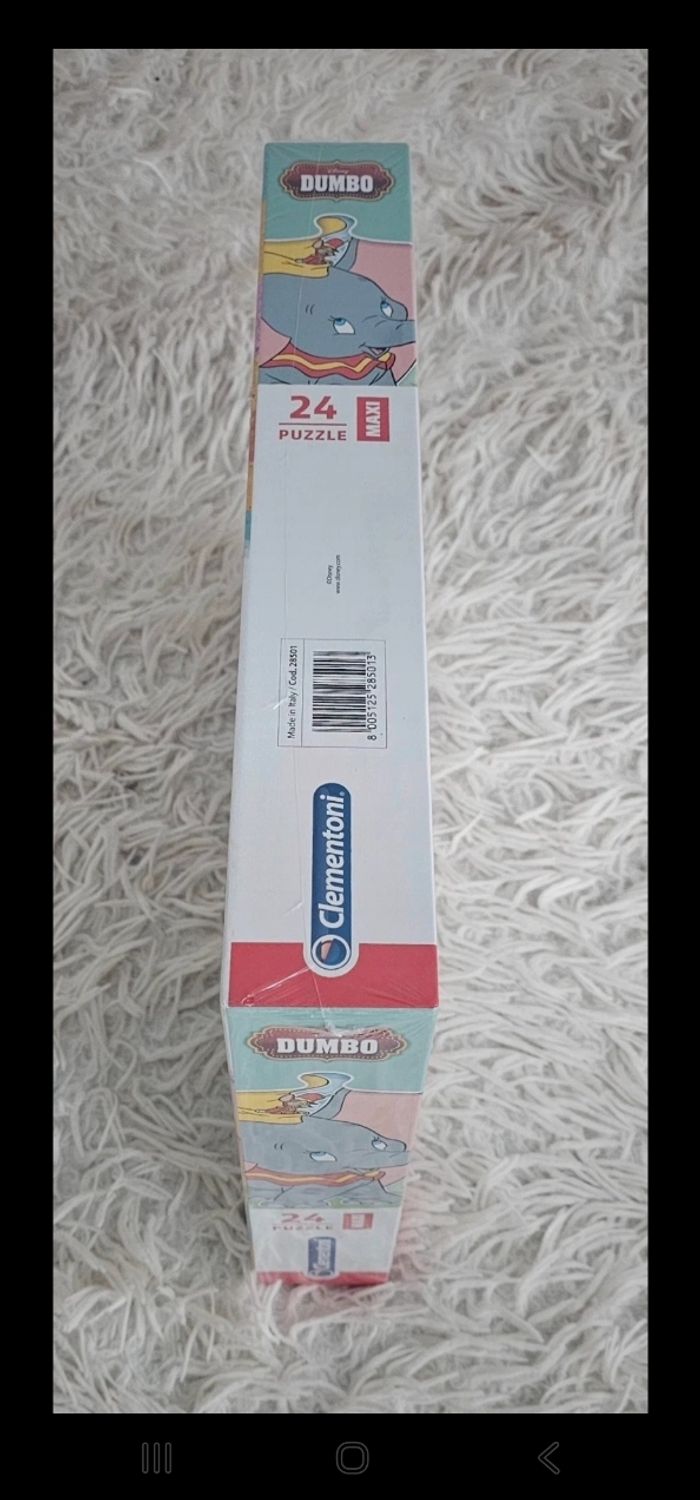 Disney
DUMBO
24
PUZZLE
MAXI
©Disney
www.disney.com
Made in Italy / Cod. 28501
8 005125 285013
Clementoni®
DUMBO
24
PUZZLE
Clementoni